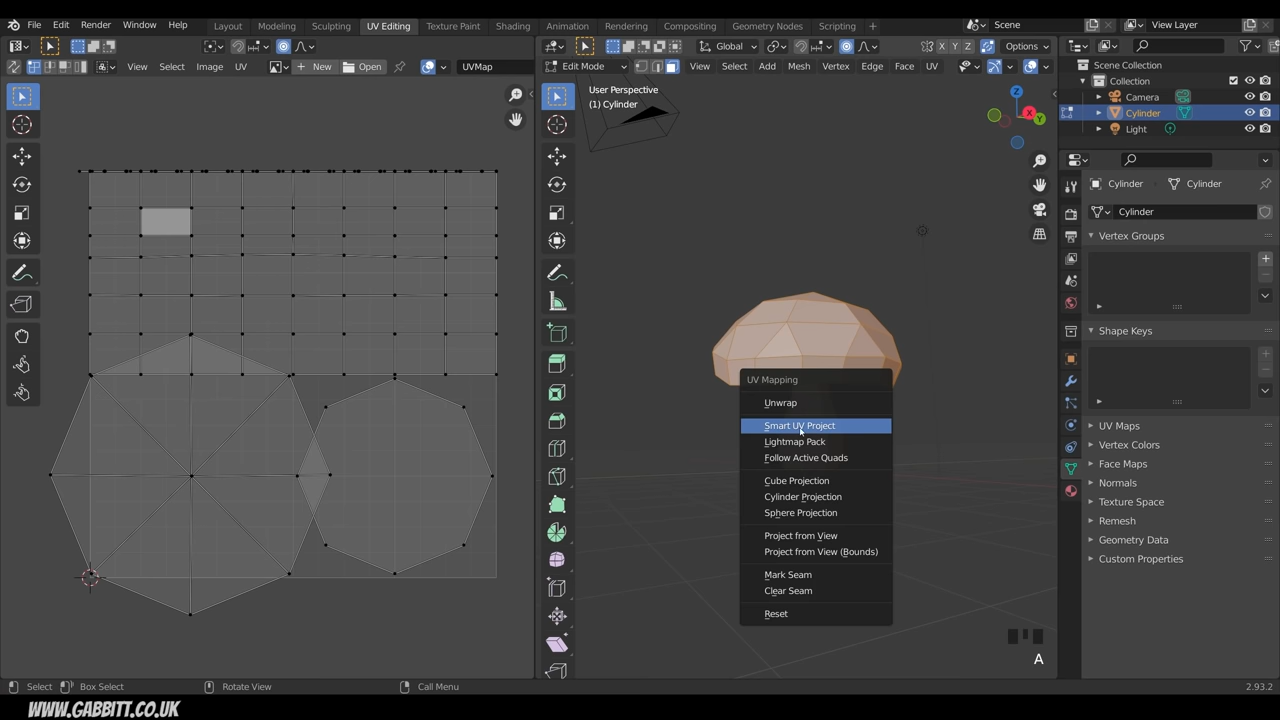 File Edit Render Window Help Layout Modeling Sculpting UV Editing Texture Paint Shading Animation Rendering Compositing Geometry Nodes Scripting + Scene View Layer
Global X Y Z Options
View Select Image UV + New Open UVMap Edit Mode View Select Add Mesh Vertex Edge Face UV
Scene Collection
Collection
Camera
Cylinder
Light
User Perspective
(1) Cylinder
Z
X
Y
Cylinder Cylinder
Cylinder
Vertex Groups
Shape Keys
UV Maps
Vertex Colors
Face Maps
Normals
Texture Space
Remesh
Geometry Data
Custom Properties
UV Mapping
Unwrap
Smart UV Project
Lightmap Pack
Follow Active Quads
Cube Projection
Cylinder Projection
Sphere Projection
Project from View
Project from View (Bounds)
Mark Seam
Clear Seam
Reset
A
Select Box Select Rotate View Call Menu 2.93.2
WWW.GABBITT.CO.UK